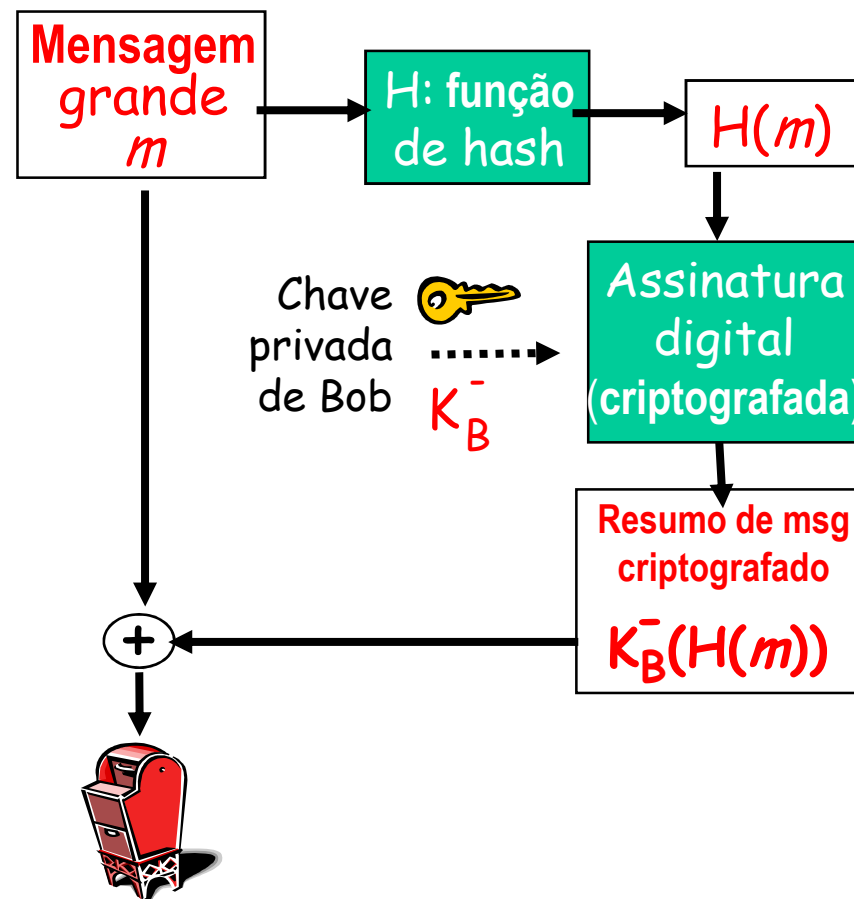 Mensagem
grande
m
H: função
de hash
H(m)
Chave
privada
de Bob
K_B^-
Assinatura
digital
(criptografada)
Resumo de msg
criptografado
K_B^-(H(m))
+